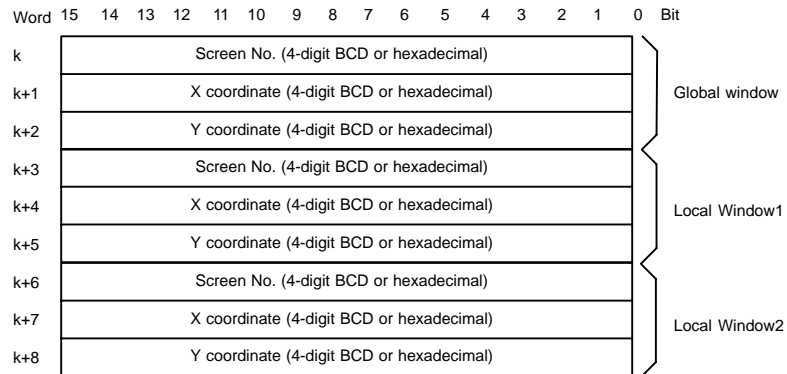 Word 15 14 13 12 11 10 9 8 7 6 5 4 3 2 1 0 Bit
k Screen No. (4-digit BCD or hexadecimal)
k+1 X coordinate (4-digit BCD or hexadecimal) Global window
k+2 Y coordinate (4-digit BCD or hexadecimal)
k+3 Screen No. (4-digit BCD or hexadecimal)
k+4 X coordinate (4-digit BCD or hexadecimal) Local Window1
k+5 Y coordinate (4-digit BCD or hexadecimal)
k+6 Screen No. (4-digit BCD or hexadecimal)
k+7 X coordinate (4-digit BCD or hexadecimal) Local Window2
k+8 Y coordinate (4-digit BCD or hexadecimal)